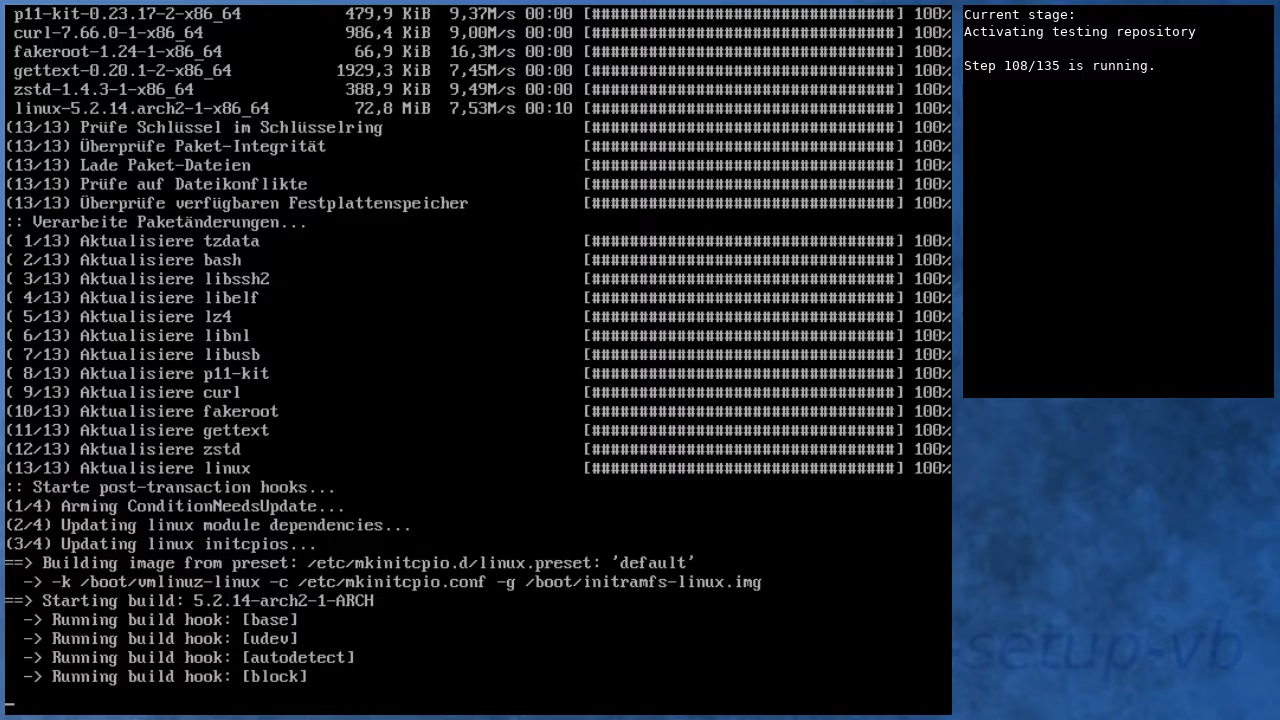 p11-kit-0.23.17-2-x86_64 479,9 KiB 9,37M/s 00:00 [################################] 100%
curl-7.66.0-1-x86_64 986,4 KiB 9,00M/s 00:00 [################################] 100%
fakeroot-1.24-1-x86_64 66,9 KiB 16,3M/s 00:00 [################################] 100%
gettext-0.20.1-2-x86_64 1929,3 KiB 7,45M/s 00:00 [################################] 100%
zstd-1.4.3-1-x86_64 388,9 KiB 9,49M/s 00:00 [################################] 100%
linux-5.2.14.arch2-1-x86_64 72,8 MiB 7,53M/s 00:10 [################################] 100%
(13/13) Prüfe Schlüssel im Schlüsselring [################################] 100%
(13/13) Überprüfe Paket-Integrität [################################] 100%
(13/13) Lade Paket-Dateien [################################] 100%
(13/13) Prüfe auf Dateikonflikte [################################] 100%
(13/13) Überprüfe verfügbaren Festplattenspeicher [################################] 100%
:: Verarbeite Paketänderungen...
( 1/13) Aktualisiere tzdata [################################] 100%
( 2/13) Aktualisiere bash [################################] 100%
( 3/13) Aktualisiere libssh2 [################################] 100%
( 4/13) Aktualisiere libelf [################################] 100%
( 5/13) Aktualisiere lz4 [################################] 100%
( 6/13) Aktualisiere libnl [################################] 100%
( 7/13) Aktualisiere libusb [################################] 100%
( 8/13) Aktualisiere p11-kit [################################] 100%
( 9/13) Aktualisiere curl [################################] 100%
(10/13) Aktualisiere fakeroot [################################] 100%
(11/13) Aktualisiere gettext [################################] 100%
(12/13) Aktualisiere zstd [################################] 100%
(13/13) Aktualisiere linux [################################] 100%
:: Starte post-transaction hooks...
(1/4) Arming ConditionNeedsUpdate...
(2/4) Updating linux module dependencies...
(3/4) Updating linux initcpios...
==> Building image from preset: /etc/mkinitcpio.d/linux.preset: 'default'
-> -k /boot/vmlinuz-linux -c /etc/mkinitcpio.conf -g /boot/initramfs-linux.img
==> Starting build: 5.2.14-arch2-1-ARCH
-> Running build hook: [base]
-> Running build hook: [udev]
-> Running build hook: [autodetect]
-> Running build hook: [block]
_
Current stage:
Activating testing repository
Step 108/135 is running.
setup-vb